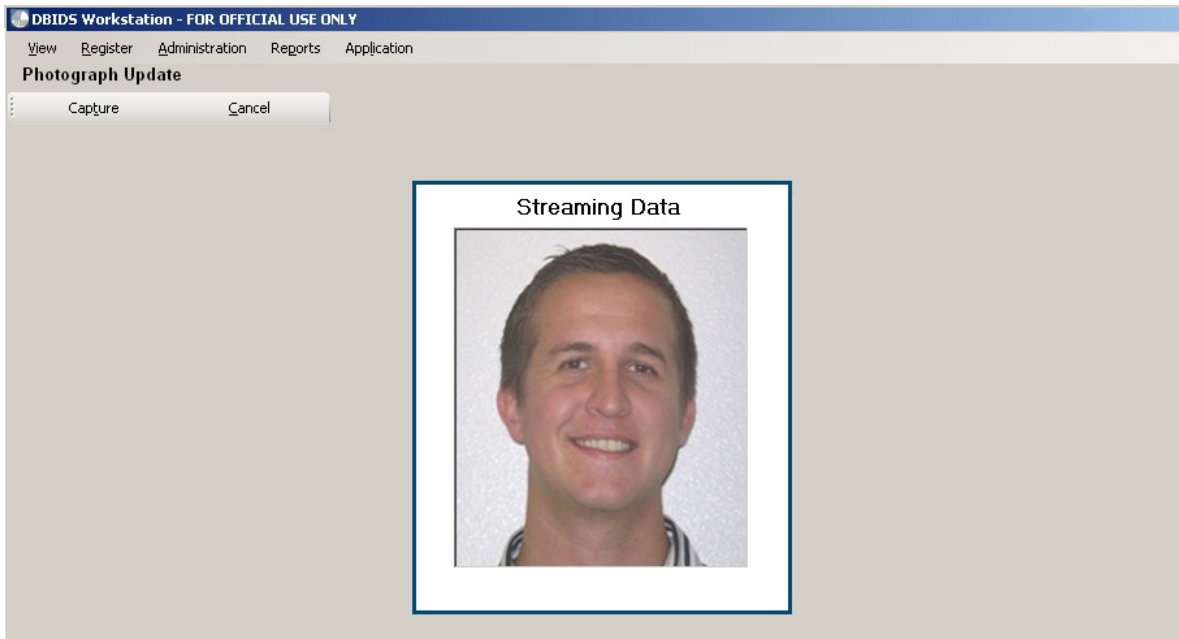 DBIDS Workstation - FOR OFFICIAL USE ONLY
View Register Administration Reports Application
Photograph Update
Capture Cancel
Streaming Data